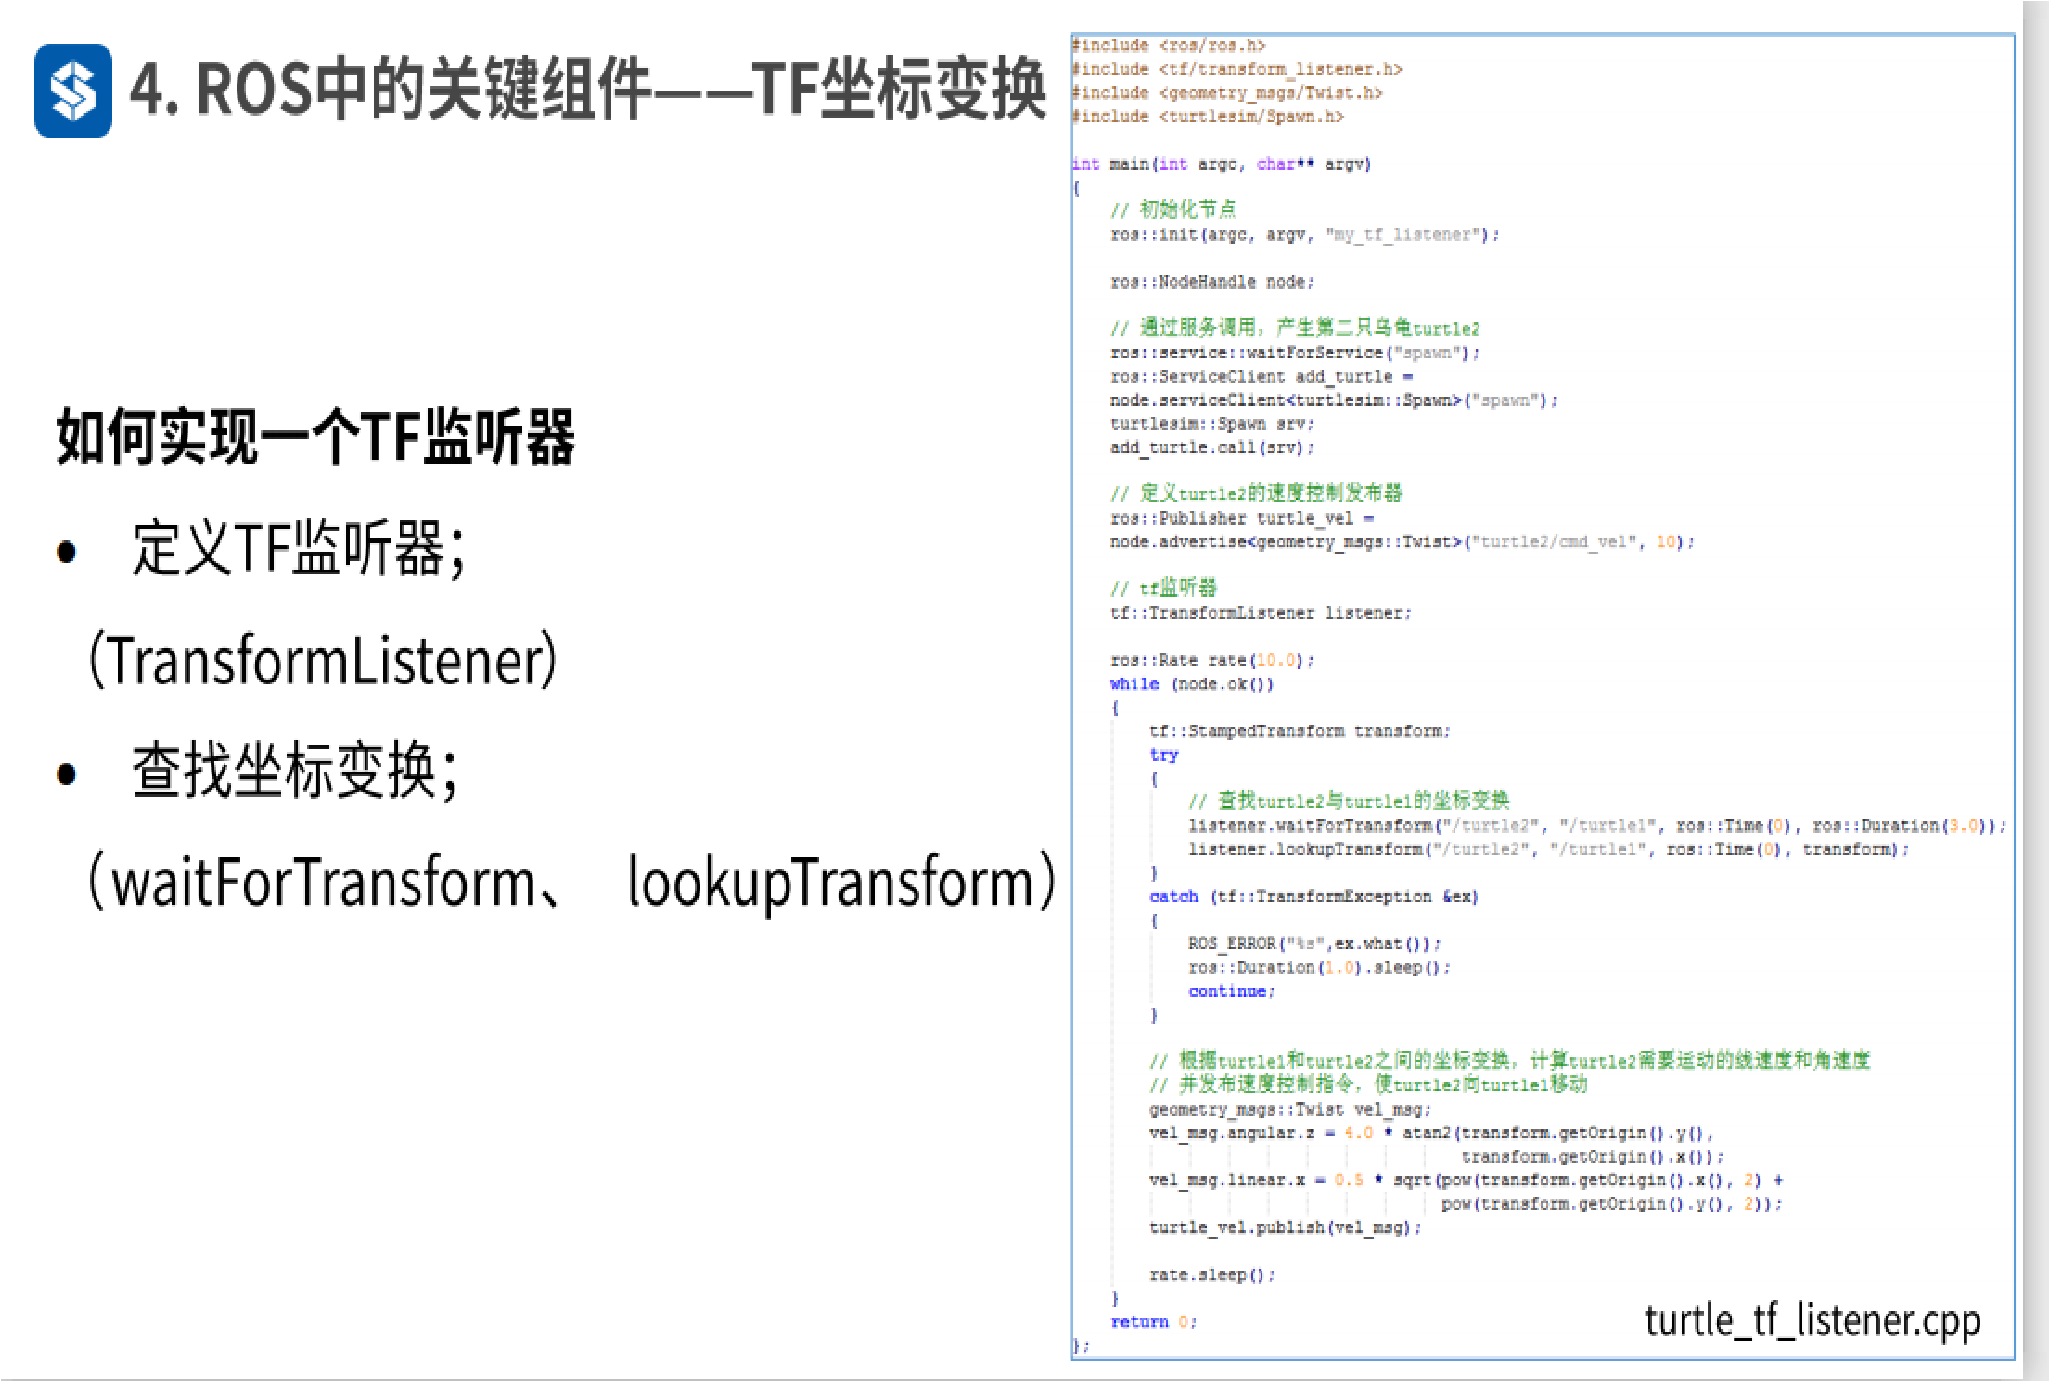 4. ROS中的关键组件——TF坐标变换
如何实现一个TF监听器
• 定义TF监听器；
（TransformListener）
• 查找坐标变换；
（waitForTransform、 lookupTransform）
#include <ros/ros.h>
#include <tf/transform_listener.h>
#include <geometry_msgs/Twist.h>
#include <turtlesim/Spawn.h>
int main(int argc, char** argv)
{
// 初始化节点
ros::init(argc, argv, "my_tf_listener");
ros::NodeHandle node;
// 通过服务调用，产生第二只乌龟turtle2
ros::service::waitForService("spawn");
ros::ServiceClient add_turtle =
node.serviceClient<turtlesim::Spawn>("spawn");
turtlesim::Spawn srv;
add_turtle.call(srv);
// 定义turtle2的速度控制发布器
ros::Publisher turtle_vel =
node.advertise<geometry_msgs::Twist>("turtle2/cmd_vel", 10);
// tf监听器
tf::TransformListener listener;
ros::Rate rate(10.0);
while (node.ok())
{
tf::StampedTransform transform;
try
{
// 查找turtle2与turtle1的坐标变换
listener.waitForTransform("/turtle2", "/turtle1", ros::Time(0), ros::Duration(3.0));
listener.lookupTransform("/turtle2", "/turtle1", ros::Time(0), transform);
}
catch (tf::TransformException &ex)
{
ROS_ERROR("%s",ex.what());
ros::Duration(1.0).sleep();
continue;
}
// 根据turtle1和turtle2之间的坐标变换，计算turtle2需要运动的线速度和角速度
// 并发布速度控制指令，使turtle2向turtle1移动
geometry_msgs::Twist vel_msg;
vel_msg.angular.z = 4.0 * atan2(transform.getOrigin().y(),
transform.getOrigin().x());
vel_msg.linear.x = 0.5 * sqrt(pow(transform.getOrigin().x(), 2) +
pow(transform.getOrigin().y(), 2));
turtle_vel.publish(vel_msg);
rate.sleep();
}
return 0;
};
turtle_tf_listener.cpp